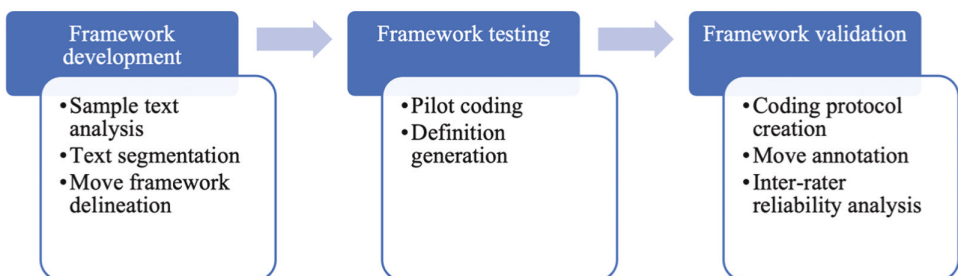 Framework
development
•Sample text
analysis
•Text segmentation
•Move framework
delineation
Framework testing
•Pilot coding
•Definition
generation
Framework validation
•Coding protocol
creation
•Move annotation
•Inter-rater
reliability analysis